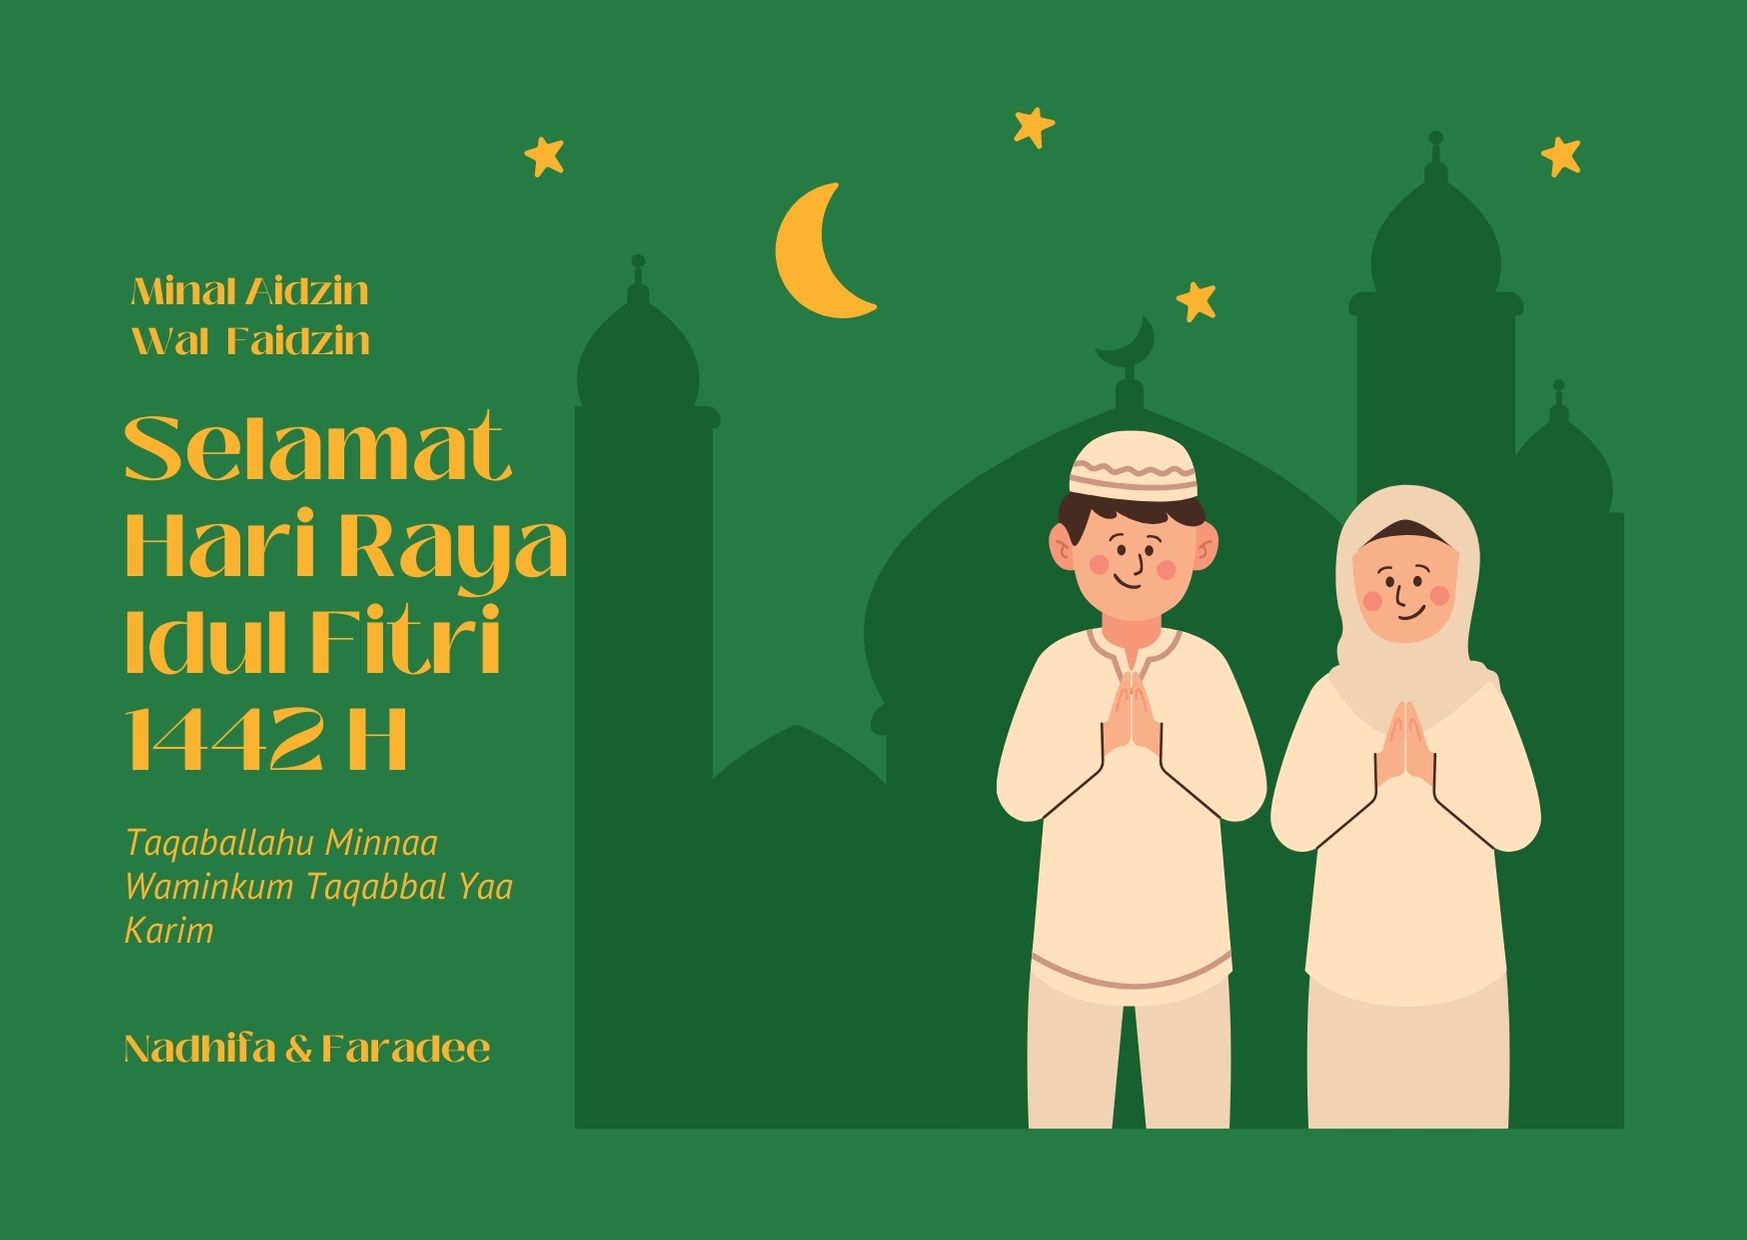 Minal Aidzin
Wal Faidzin
Selamat
Hari Raya
Idul Fitri
1442 H
Taqaballahu Minnaa
Waminkum Taqabbal Yaa
Karim
Nadhifa & Faradee